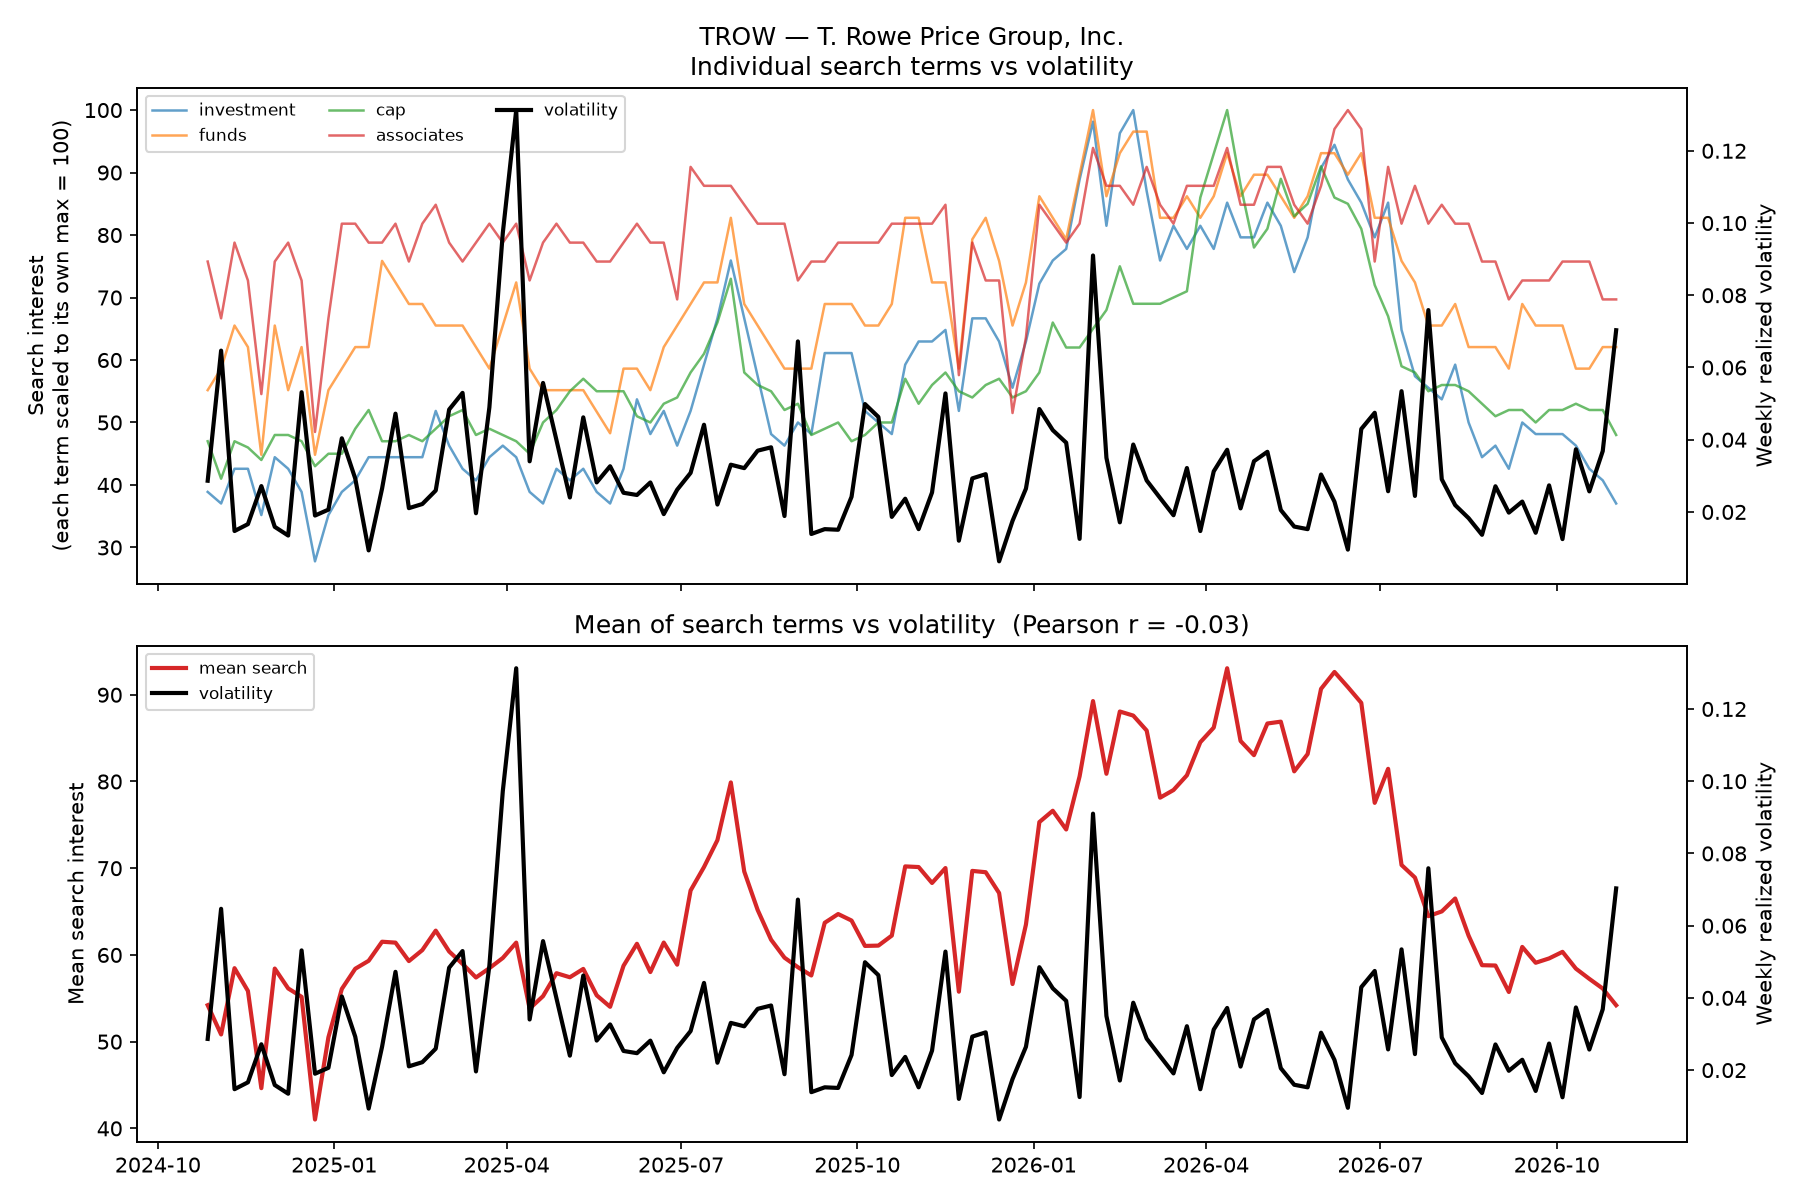 TROW — T. Rowe Price Group, Inc.
Individual search terms vs volatility
investment
funds
cap
associates
volatility
Search interest
(each term scaled to its own max = 100)
100
90
80
70
60
50
40
30
0.12
0.10
0.08
0.06
0.04
0.02
Weekly realized volatility
Mean of search terms vs volatility  (Pearson r = -0.03)
mean search
volatility
Mean search interest
90
80
70
60
50
40
0.12
0.10
0.08
0.06
0.04
0.02
Weekly realized volatility
2024-10
2025-01
2025-04
2025-07
2025-10
2026-01
2026-04
2026-07
2026-10